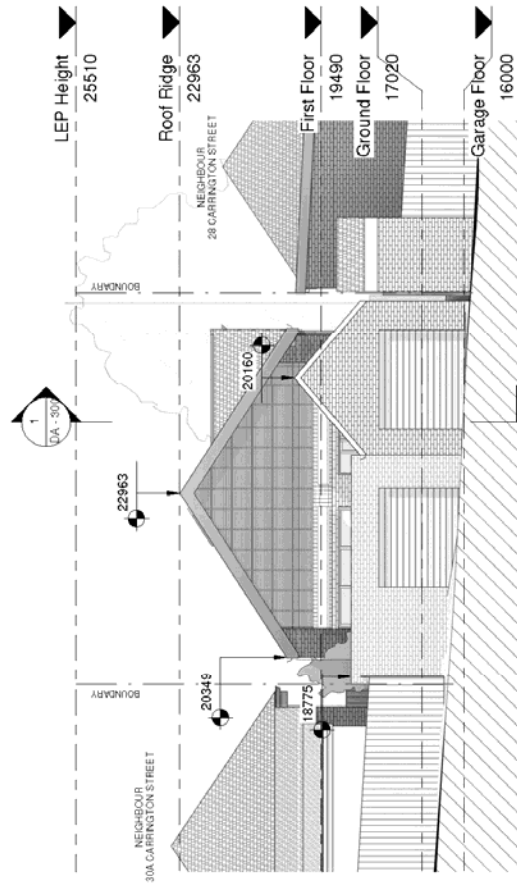 LEP Height
25510
Roof Ridge
22963
First Floor
19490
Ground Floor
17020
Garage Floor
16000
1
DA - 300
22963
20160
20349
18775
BOUNDARY
BOUNDARY
NEIGHBOUR
28 CARRINGTON STREET
NEIGHBOUR
30A CARRINGTON STREET